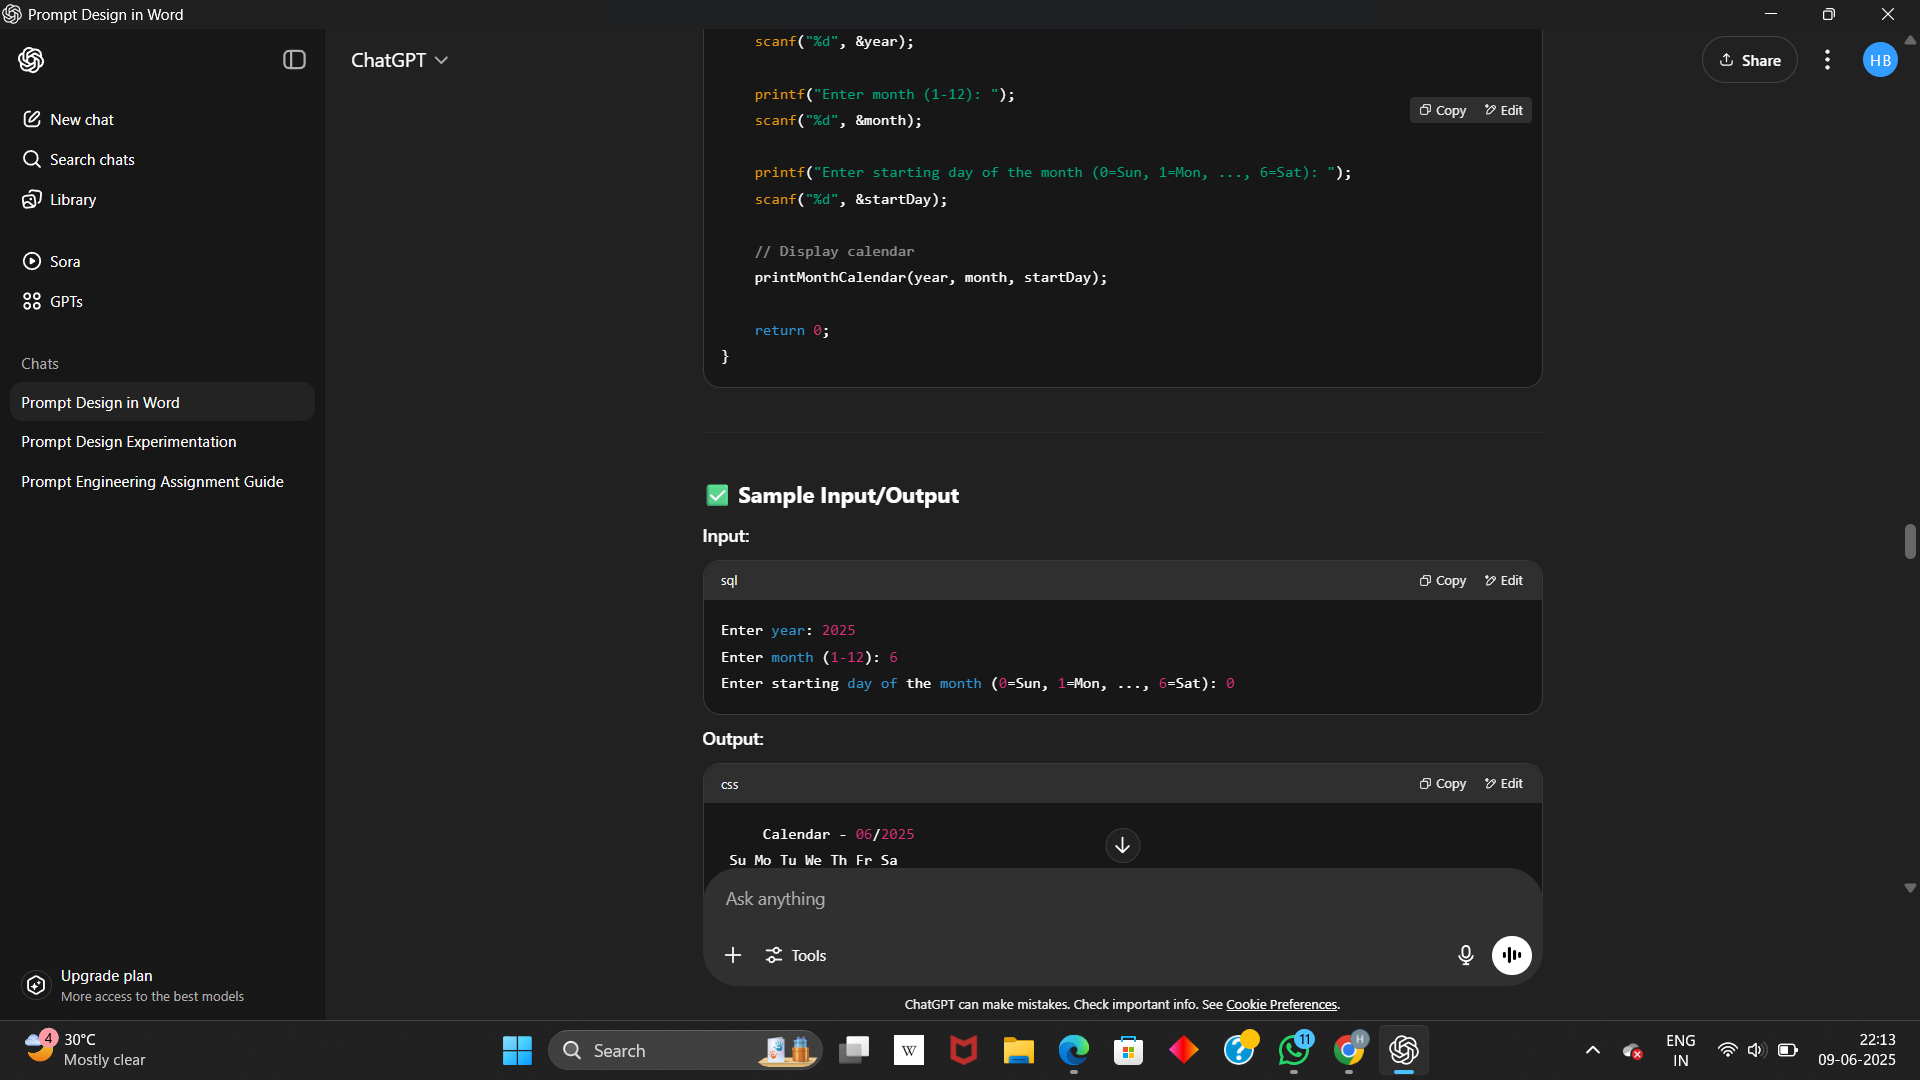 Prompt Design in Word
ChatGPT
Share
HB
New chat
Search chats
Library
Sora
GPTs
Chats
Prompt Design in Word
Prompt Design Experimentation
Prompt Engineering Assignment Guide
Upgrade plan
More access to the best models
scanf("%d", &year);
printf("Enter month (1-12): ");
Copy Edit
scanf("%d", &month);
printf("Enter starting day of the month (0=Sun, 1=Mon, ..., 6=Sat): ");
scanf("%d", &startDay);
// Display calendar
printMonthCalendar(year, month, startDay);
return 0;
}
✅ Sample Input/Output
Input:
sql
Copy Edit
Enter year: 2025
Enter month (1-12): 6
Enter starting day of the month (0=Sun, 1=Mon, ..., 6=Sat): 0
Output:
css
Copy Edit
Calendar - 06/2025
Su Mo Tu We Th Fr Sa
Ask anything
Tools
ChatGPT can make mistakes. Check important info. See Cookie Preferences.
4
30°C
Mostly clear
Search
W
11
H
ENG
IN
22:13
09-06-2025